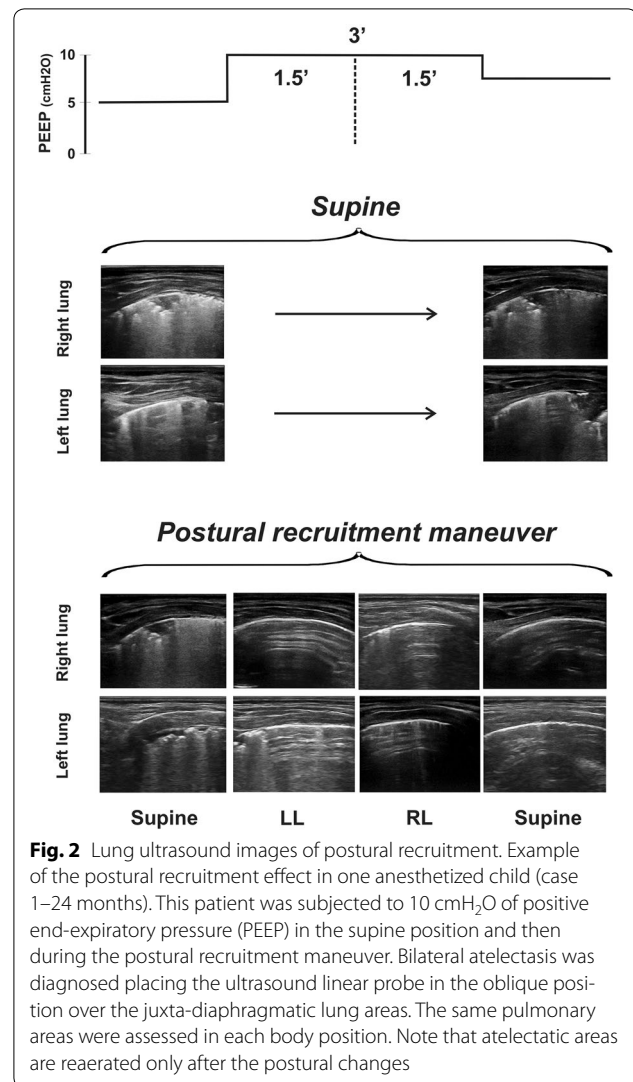 3'
10
1.5' 1.5'
PEEP (cmH2O)
5
0
Supine
Right lung
Left lung
Postural recruitment maneuver
Right lung
Left lung
Supine LL RL Supine
Fig. 2 Lung ultrasound images of postural recruitment. Example
of the postural recruitment effect in one anesthetized child (case
1–24 months). This patient was subjected to 10 cmH₂O of positive
end-expiratory pressure (PEEP) in the supine position and then
during the postural recruitment maneuver. Bilateral atelectasis was
diagnosed placing the ultrasound linear probe in the oblique posi-
tion over the juxta-diaphragmatic lung areas. The same pulmonary
areas were assessed in each body position. Note that atelectatic areas
are reaerated only after the postural changes